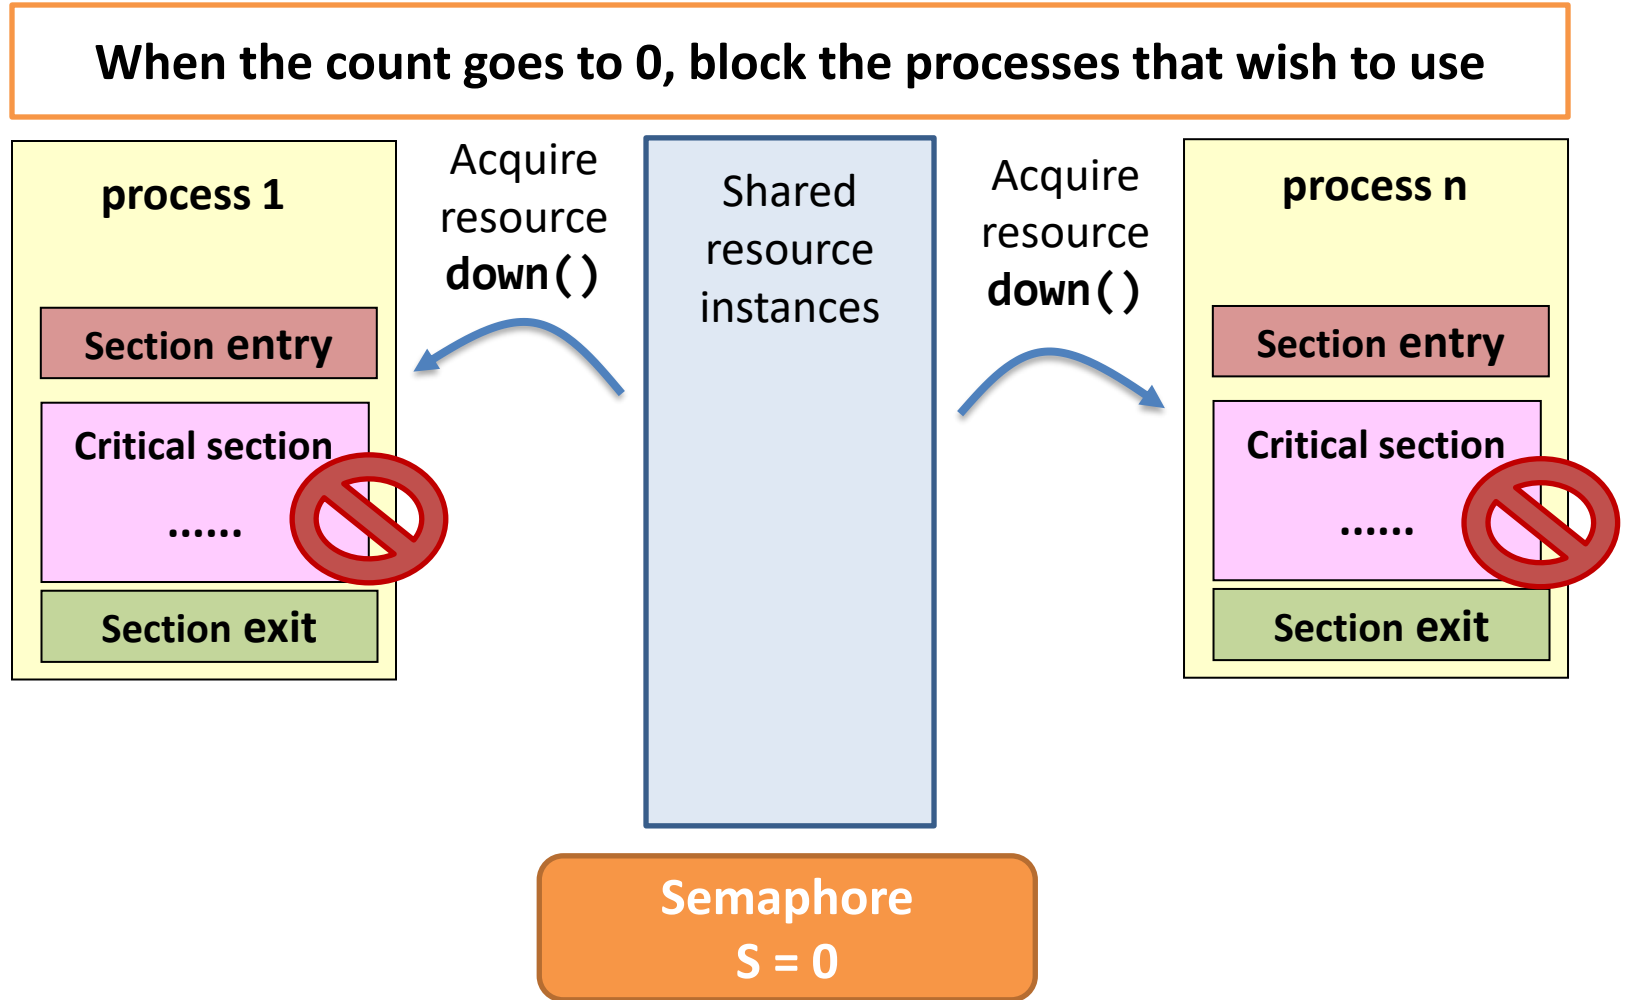 When the count goes to 0, block the processes that wish to use
process 1
Section entry
Critical section
......
Section exit
Acquire
resource
down()
Shared
resource
instances
Acquire
resource
down()
process n
Section entry
Critical section
......
Section exit
Semaphore
S = 0